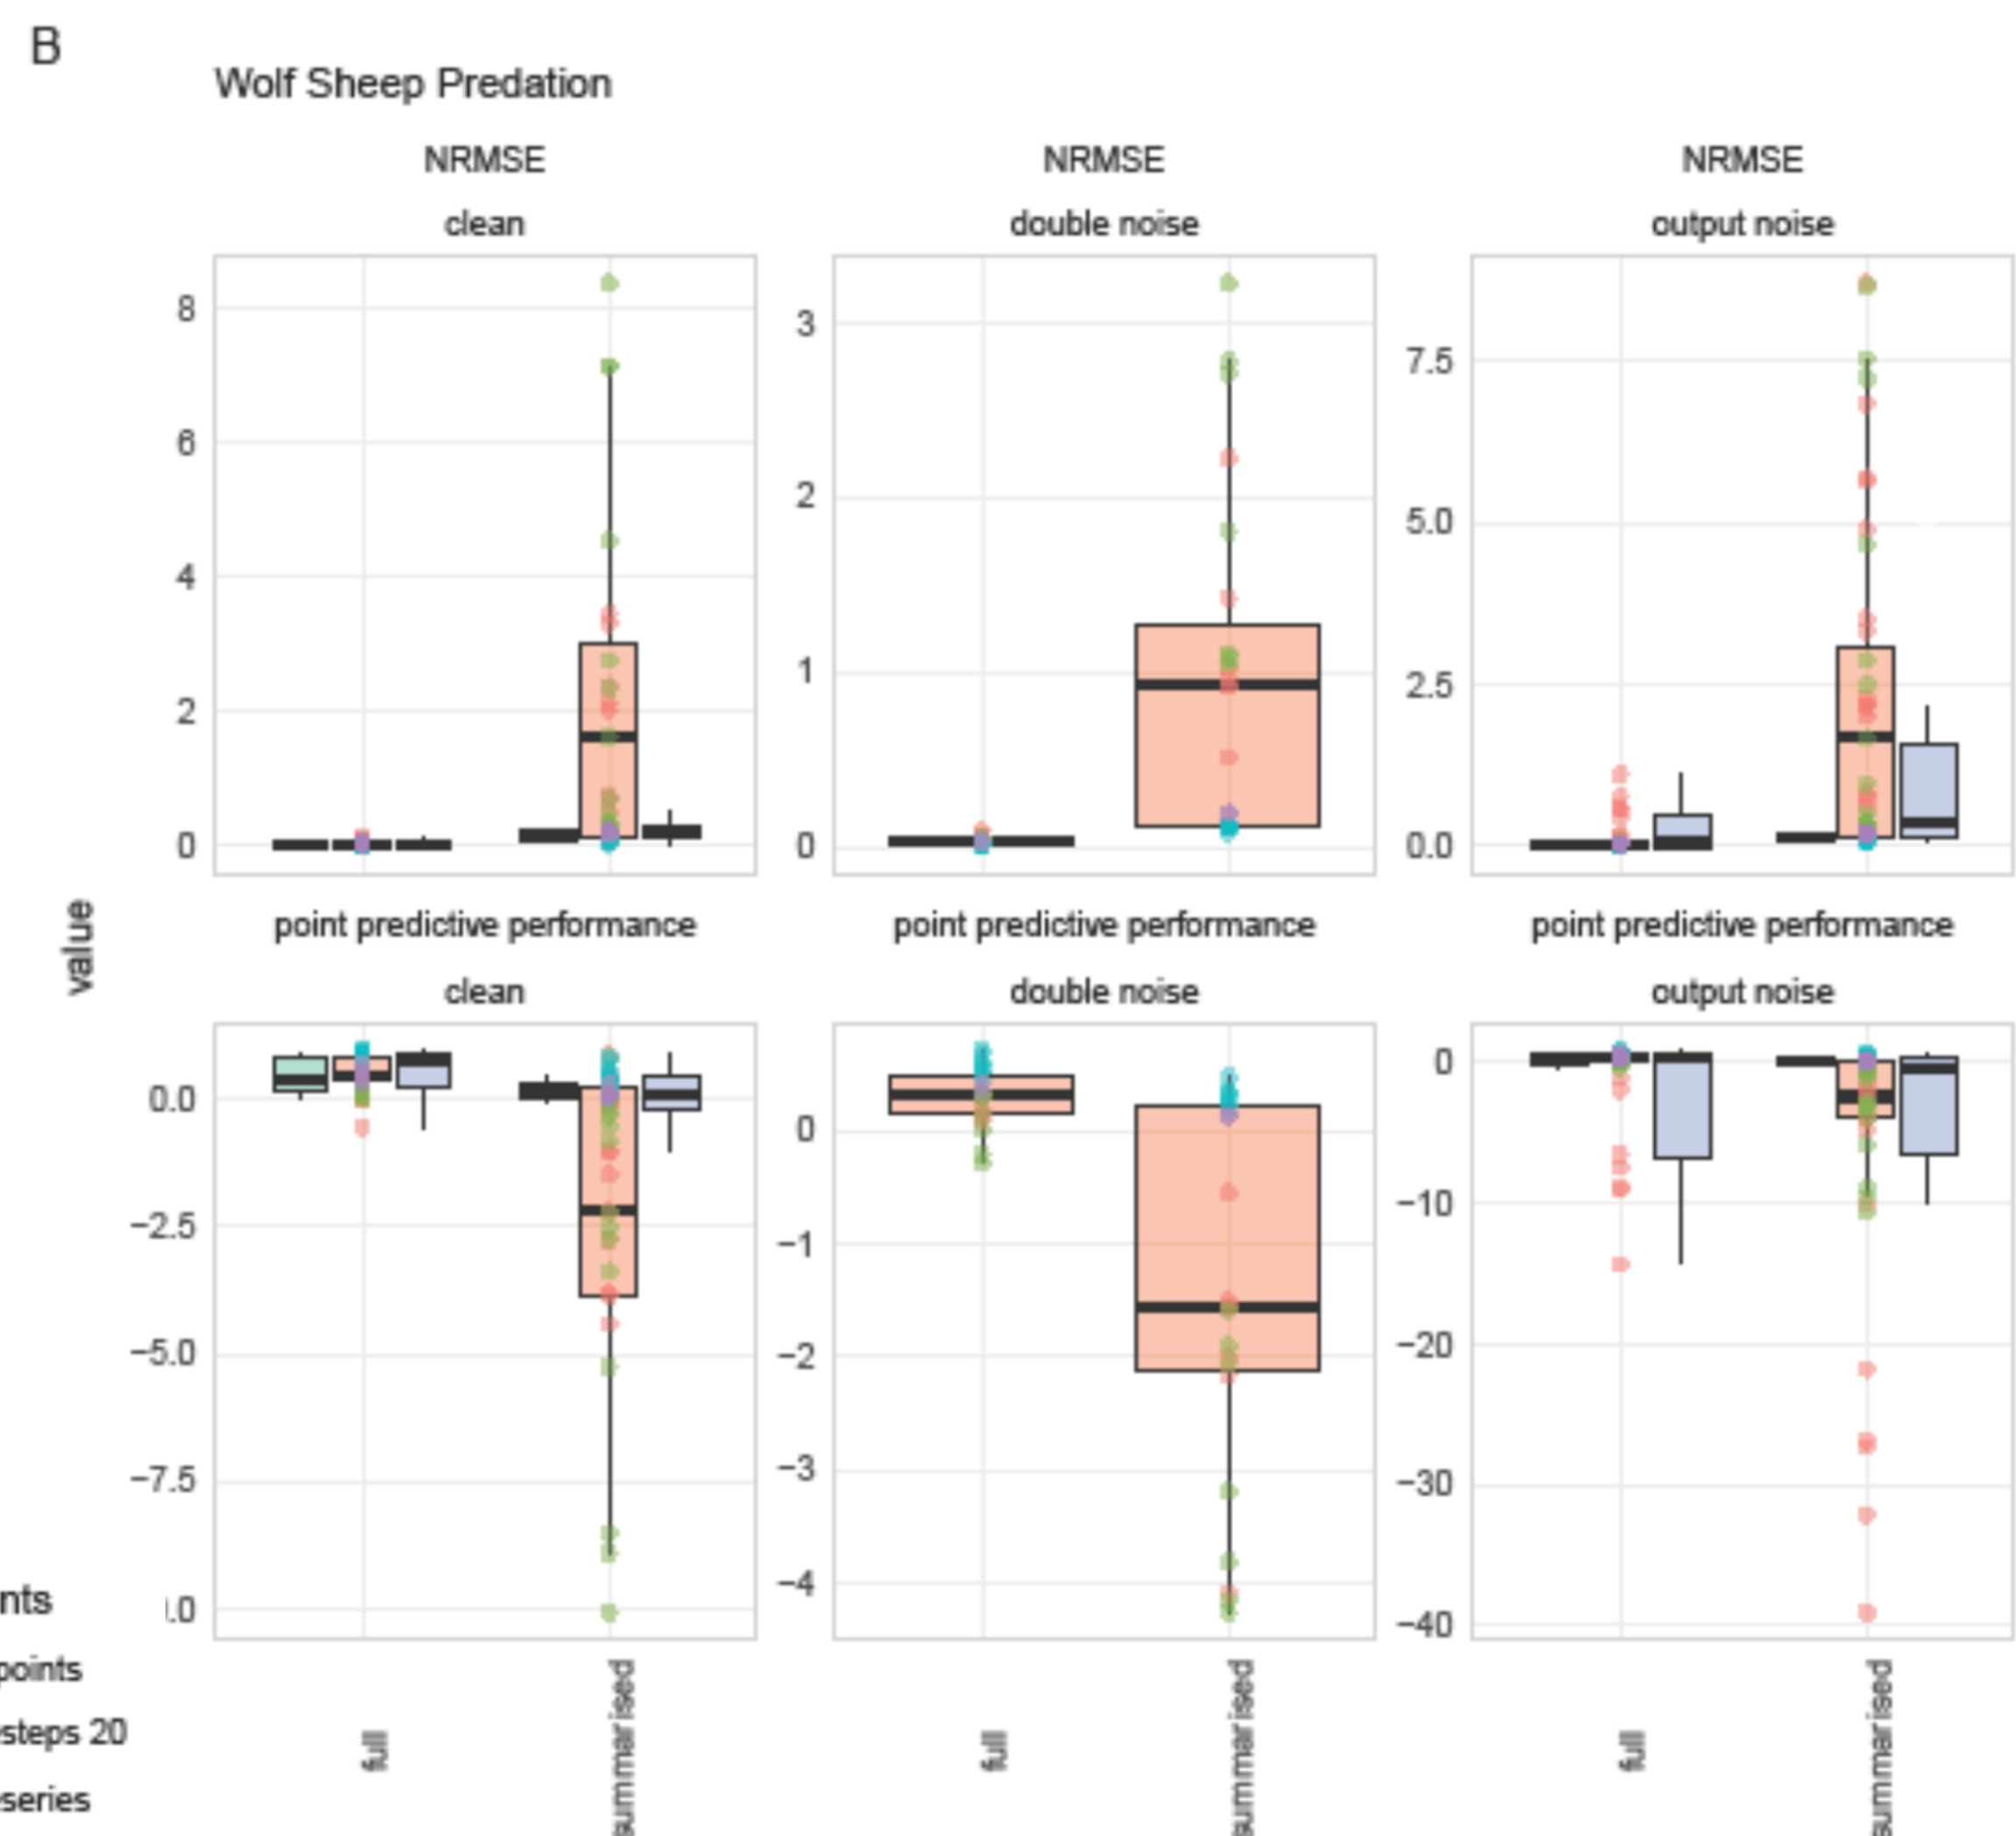 B
Wolf Sheep Predation
NRMSE NRMSE NRMSE
clean double noise output noise
8
6
4
2
0
3
2
1
0
7.5
5.0
2.5
0.0
value
point predictive performance point predictive performance point predictive performance
clean double noise output noise
0.0
−2.5
−5.0
−7.5
.0
0
−1
−2
−3
−4
0
−10
−20
−30
−40
nts
points
steps 20
series
full summarised full summarised full summarised